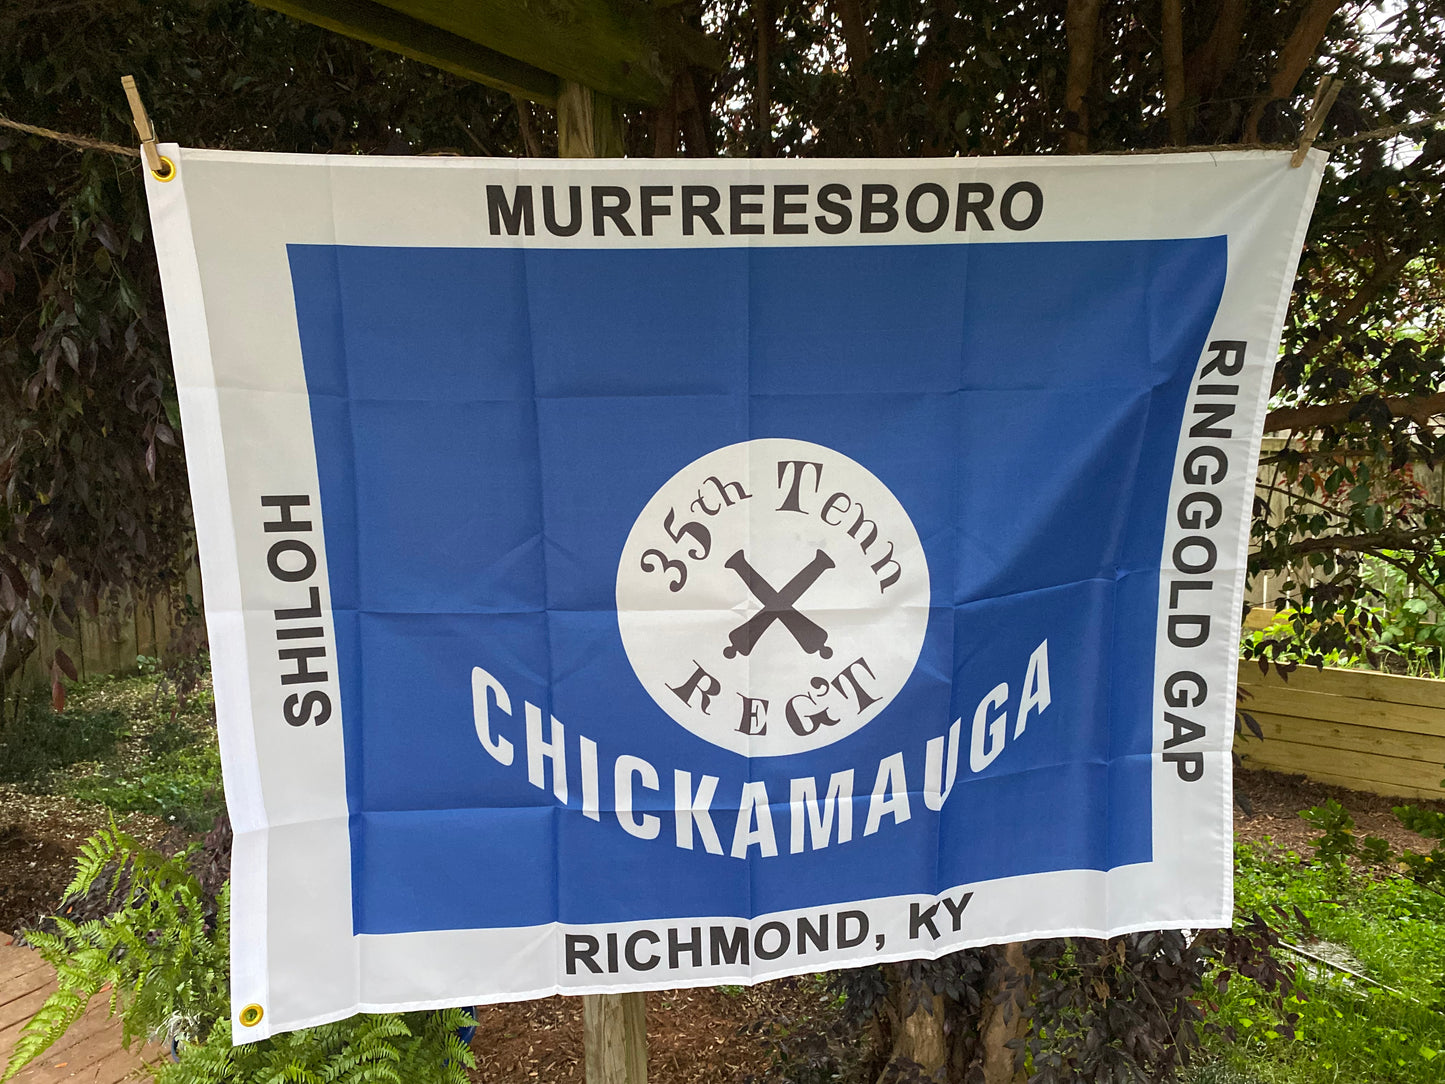 MURFREESBORO
SHILOH
35th Tenn
REG'T
CHICKAMAUGA
RINGGOLD GAP
RICHMOND, KY